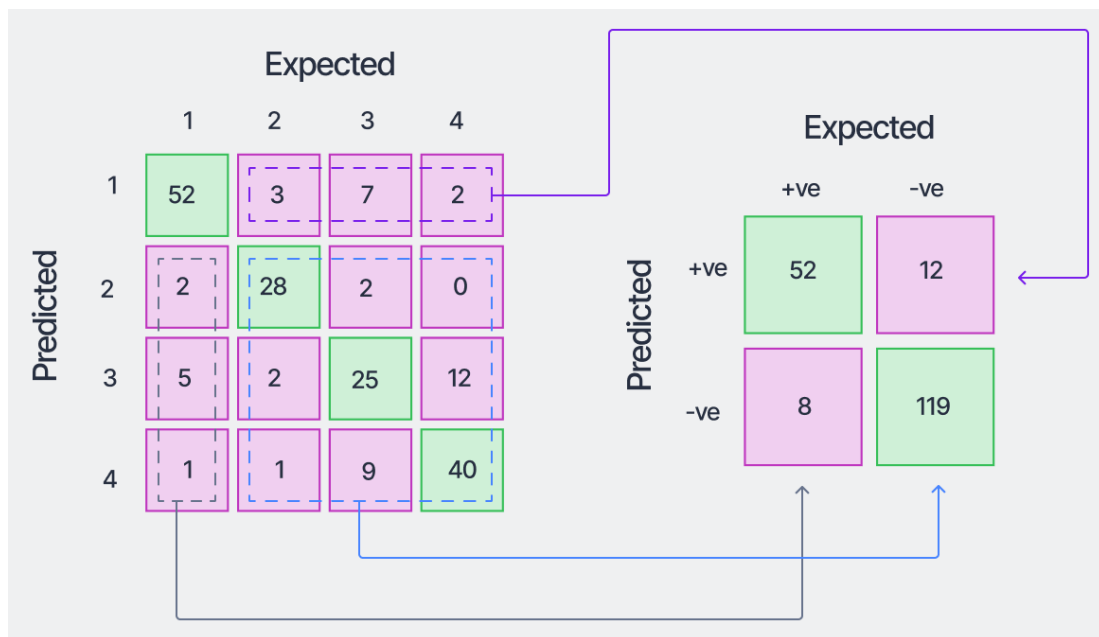 Expected
1 2 3 4
Predicted
1 52 3 7 2
2 2 28 2 0
3 5 2 25 12
4 1 1 9 40
Expected
+ve -ve
Predicted
+ve 52 12
-ve 8 119